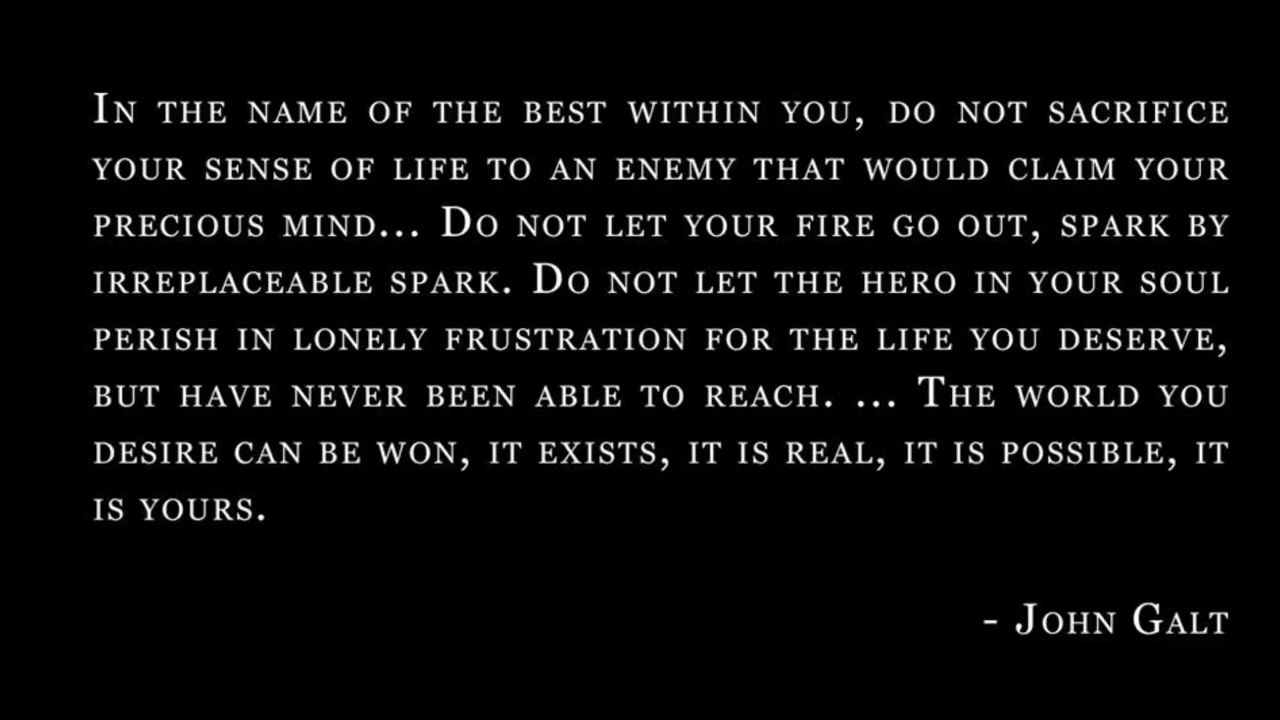 In the name of the best within you, do not sacrifice
your sense of life to an enemy that would claim your
precious mind... Do not let your fire go out, spark by
irreplaceable spark. Do not let the hero in your soul
perish in lonely frustration for the life you deserve,
but have never been able to reach. ... The world you
desire can be won, it exists, it is real, it is possible, it
is yours.
- John Galt